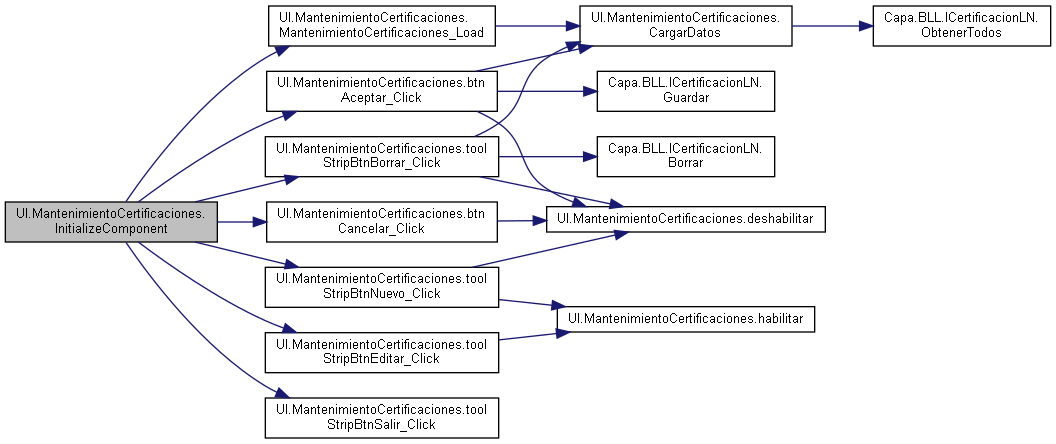 UI.MantenimientoCertificaciones.
InitializeComponent
UI.MantenimientoCertificaciones.
MantenimientoCertificaciones_Load
UI.MantenimientoCertificaciones.btn
Aceptar_Click
UI.MantenimientoCertificaciones.tool
StripBtnBorrar_Click
UI.MantenimientoCertificaciones.btn
Cancelar_Click
UI.MantenimientoCertificaciones.tool
StripBtnNuevo_Click
UI.MantenimientoCertificaciones.tool
StripBtnEditar_Click
UI.MantenimientoCertificaciones.tool
StripBtnSalir_Click
UI.MantenimientoCertificaciones.
CargarDatos
Capa.BLL.ICertificacionLN.
Guardar
Capa.BLL.ICertificacionLN.
Borrar
UI.MantenimientoCertificaciones.deshabilitar
UI.MantenimientoCertificaciones.habilitar
Capa.BLL.ICertificacionLN.
ObtenerTodos